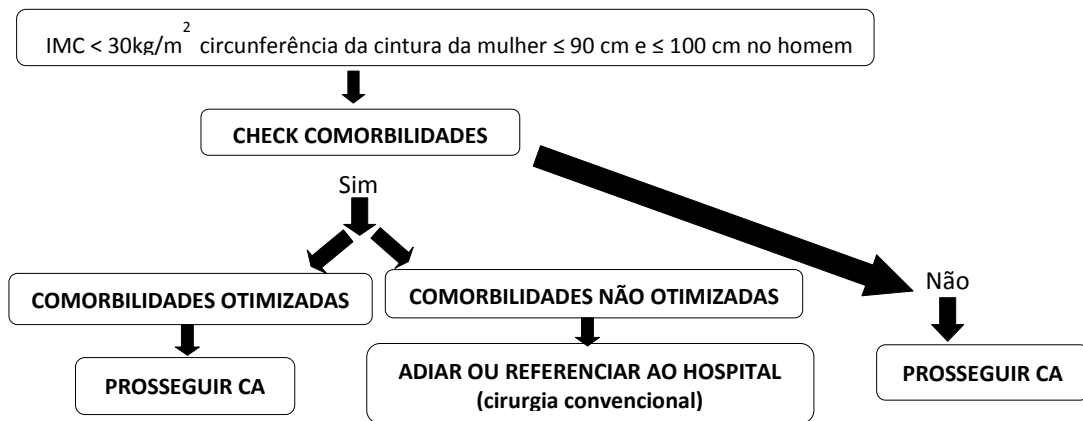 IMC < 30kg/m² circunferência da cintura da mulher ≤ 90 cm e ≤ 100 cm no homem
CHECK COMORBILIDADES
Sim
Não
COMORBILIDADES OTIMIZADAS
COMORBILIDADES NÃO OTIMIZADAS
PROSSEGUIR CA
ADIAR OU REFERENCIAR AO HOSPITAL
(cirurgia convencional)
PROSSEGUIR CA